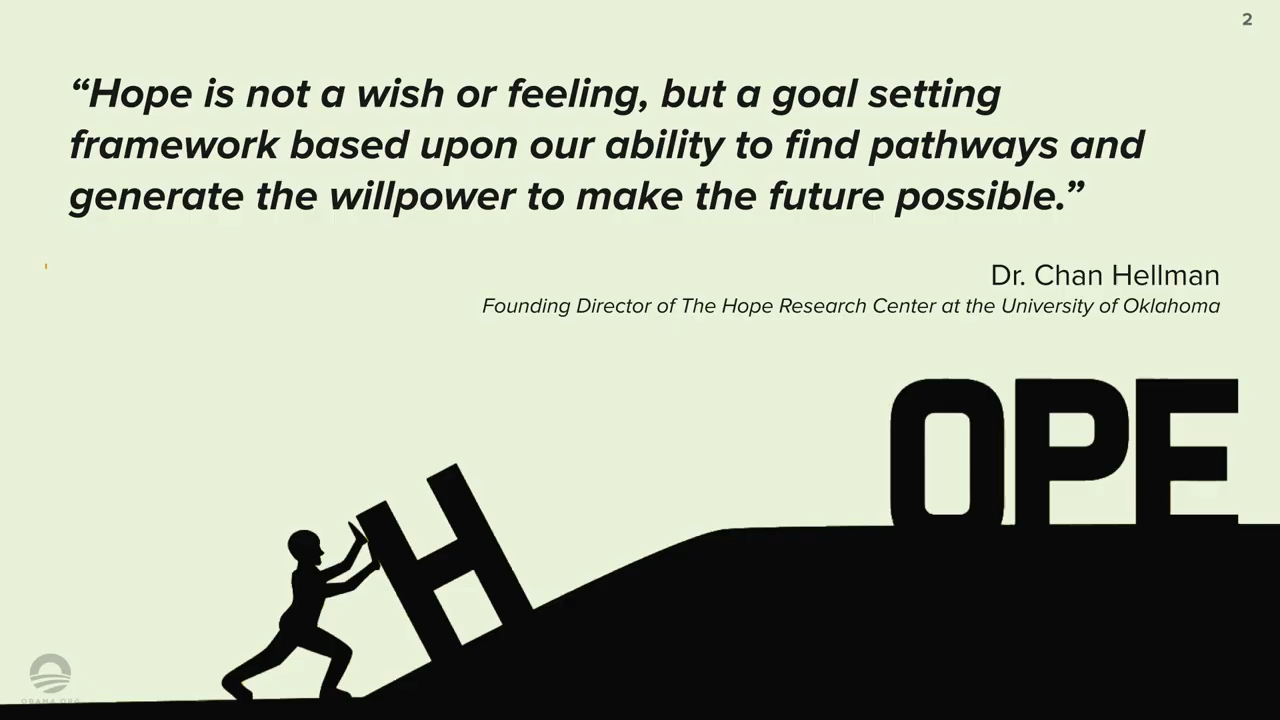 2
“Hope is not a wish or feeling, but a goal setting
framework based upon our ability to find pathways and
generate the willpower to make the future possible.”
Dr. Chan Hellman
Founding Director of The Hope Research Center at the University of Oklahoma
OPE
H
OBAMA.ORG